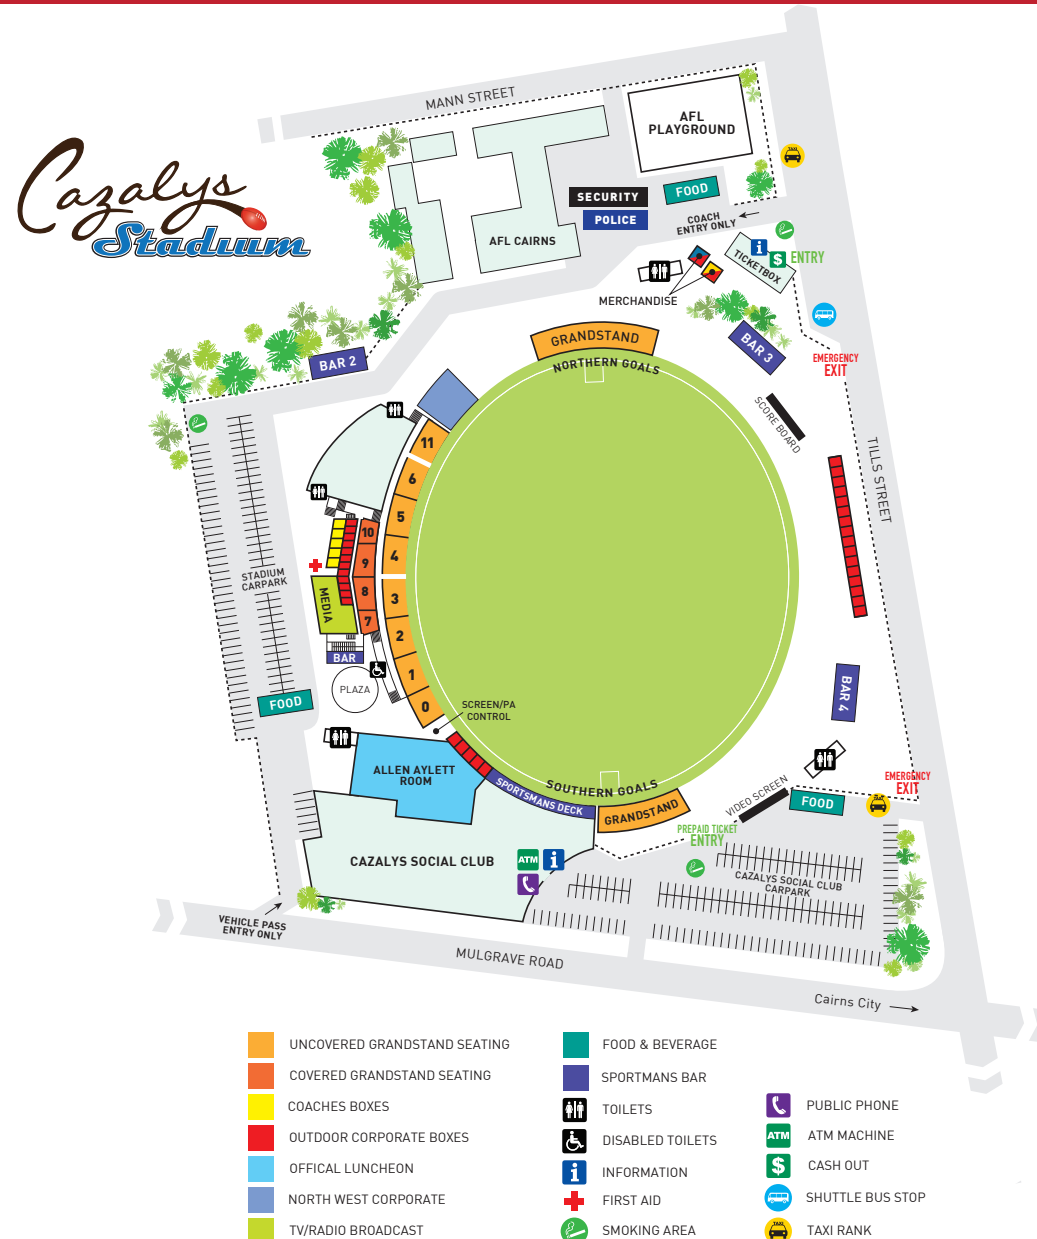 MANN STREET
AFL
PLAYGROUND
Cazalys
Stadium
SECURITY
FOOD
POLICE
COACH
ENTRY ONLY
AFL CAIRNS
TICKETBOX
ENTRY
MERCHANDISE
GRANDSTAND
NORTHERN GOALS
BAR 3
BAR 2
EMERGENCY
EXIT
SCORE BOARD
TILLS STREET
11
6
5
4
3
2
1
0
10
9
8
7
STADIUM
CARPARK
MEDIA
BAR
PLAZA
FOOD
SCREEN/PA
CONTROL
BAR 4
ALLEN AYLETT
ROOM
SOUTHERN GOALS
SPORTSMANS DECK
GRANDSTAND
VIDEO SCREEN
FOOD
EMERGENCY
EXIT
PREPAID TICKET
ENTRY
CAZALYS SOCIAL CLUB
ATM
CAZALYS SOCIAL CLUB
CARPARK
VEHICLE PASS
ENTRY ONLY
MULGRAVE ROAD
Cairns City
UNCOVERED GRANDSTAND SEATING
COVERED GRANDSTAND SEATING
COACHES BOXES
OUTDOOR CORPORATE BOXES
OFFICAL LUNCHEON
NORTH WEST CORPORATE
TV/RADIO BROADCAST
FOOD & BEVERAGE
SPORTMANS BAR
TOILETS
DISABLED TOILETS
INFORMATION
FIRST AID
SMOKING AREA
PUBLIC PHONE
ATM MACHINE
CASH OUT
SHUTTLE BUS STOP
TAXI RANK